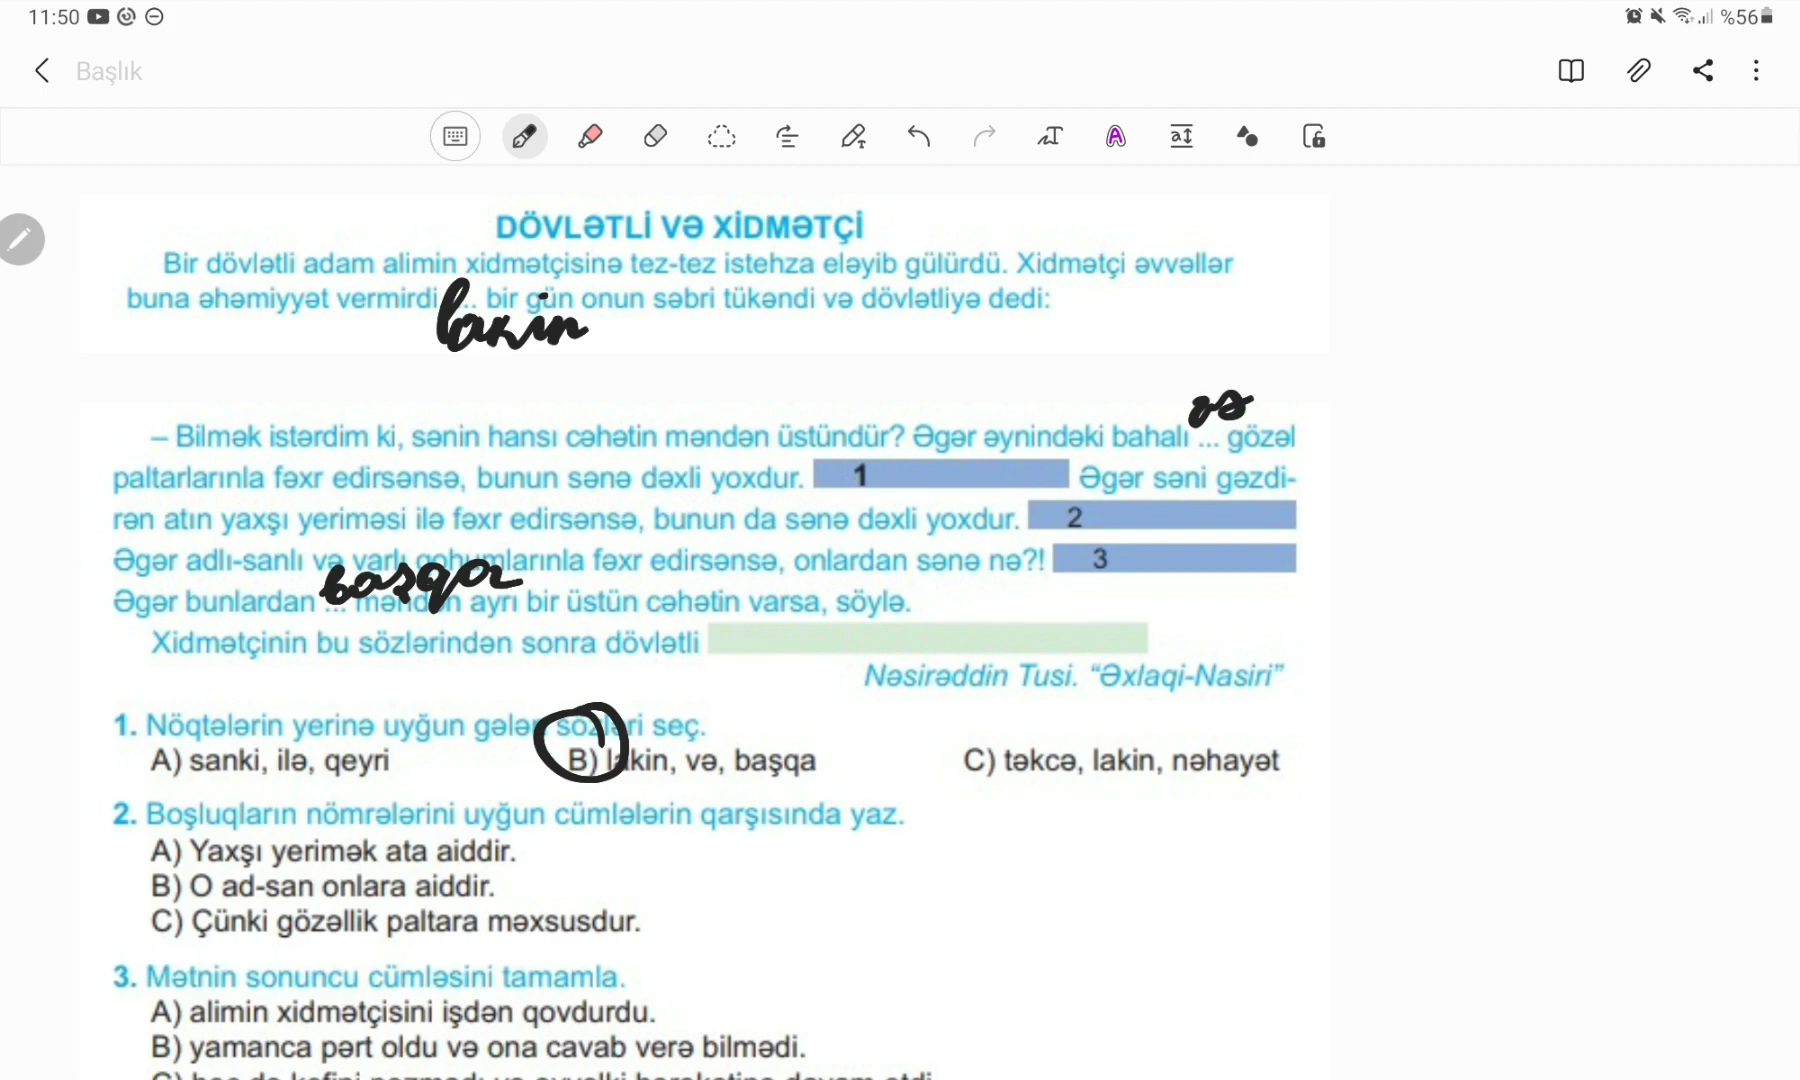 11:50
%56
Başlık
DÖVLƏTLİ VƏ XİDMƏTÇİ
Bir dövlətli adam alimin xidmətçisinə tez-tez istehza eləyib gülürdü. Xidmətçi əvvəllər
buna əhəmiyyət vermirdi ... bir gün onun səbri tükəndi və dövlətliyə dedi:
lakin
və
– Bilmək istərdim ki, sənin hansı cəhətin məndən üstündür? Əgər əynindəki bahalı ... gözəl
paltarlarınla fəxr edirsənsə, bunun sənə dəxli yoxdur. 1 Əgər səni gəzdi-
rən atın yaxşı yeriməsi ilə fəxr edirsənsə, bunun da sənə dəxli yoxdur. 2
Əgər adlı-sanlı və varlı qohumlarınla fəxr edirsənsə, onlardan sənə nə?! 3
başqa
Əgər bunlardan ... məndən ayrı bir üstün cəhətin varsa, söylə.
Xidmətçinin bu sözlərindən sonra dövlətli
Nəsirəddin Tusi. “Əxlaqi-Nasiri”
1. Nöqtələrin yerinə uyğun gələn sözləri seç.
A) sanki, ilə, qeyri B) lakin, və, başqa C) təkcə, lakin, nəhayət
2. Boşluqların nömrələrini uyğun cümlələrin qarşısında yaz.
A) Yaxşı yerimək ata aiddir.
B) O ad-san onlara aiddir.
C) Çünki gözəllik paltara məxsusdur.
3. Mətnin sonuncu cümləsini tamamla.
A) alimin xidmətçisini işdən qovdurdu.
B) yamanca pərt oldu və ona cavab verə bilmədi.